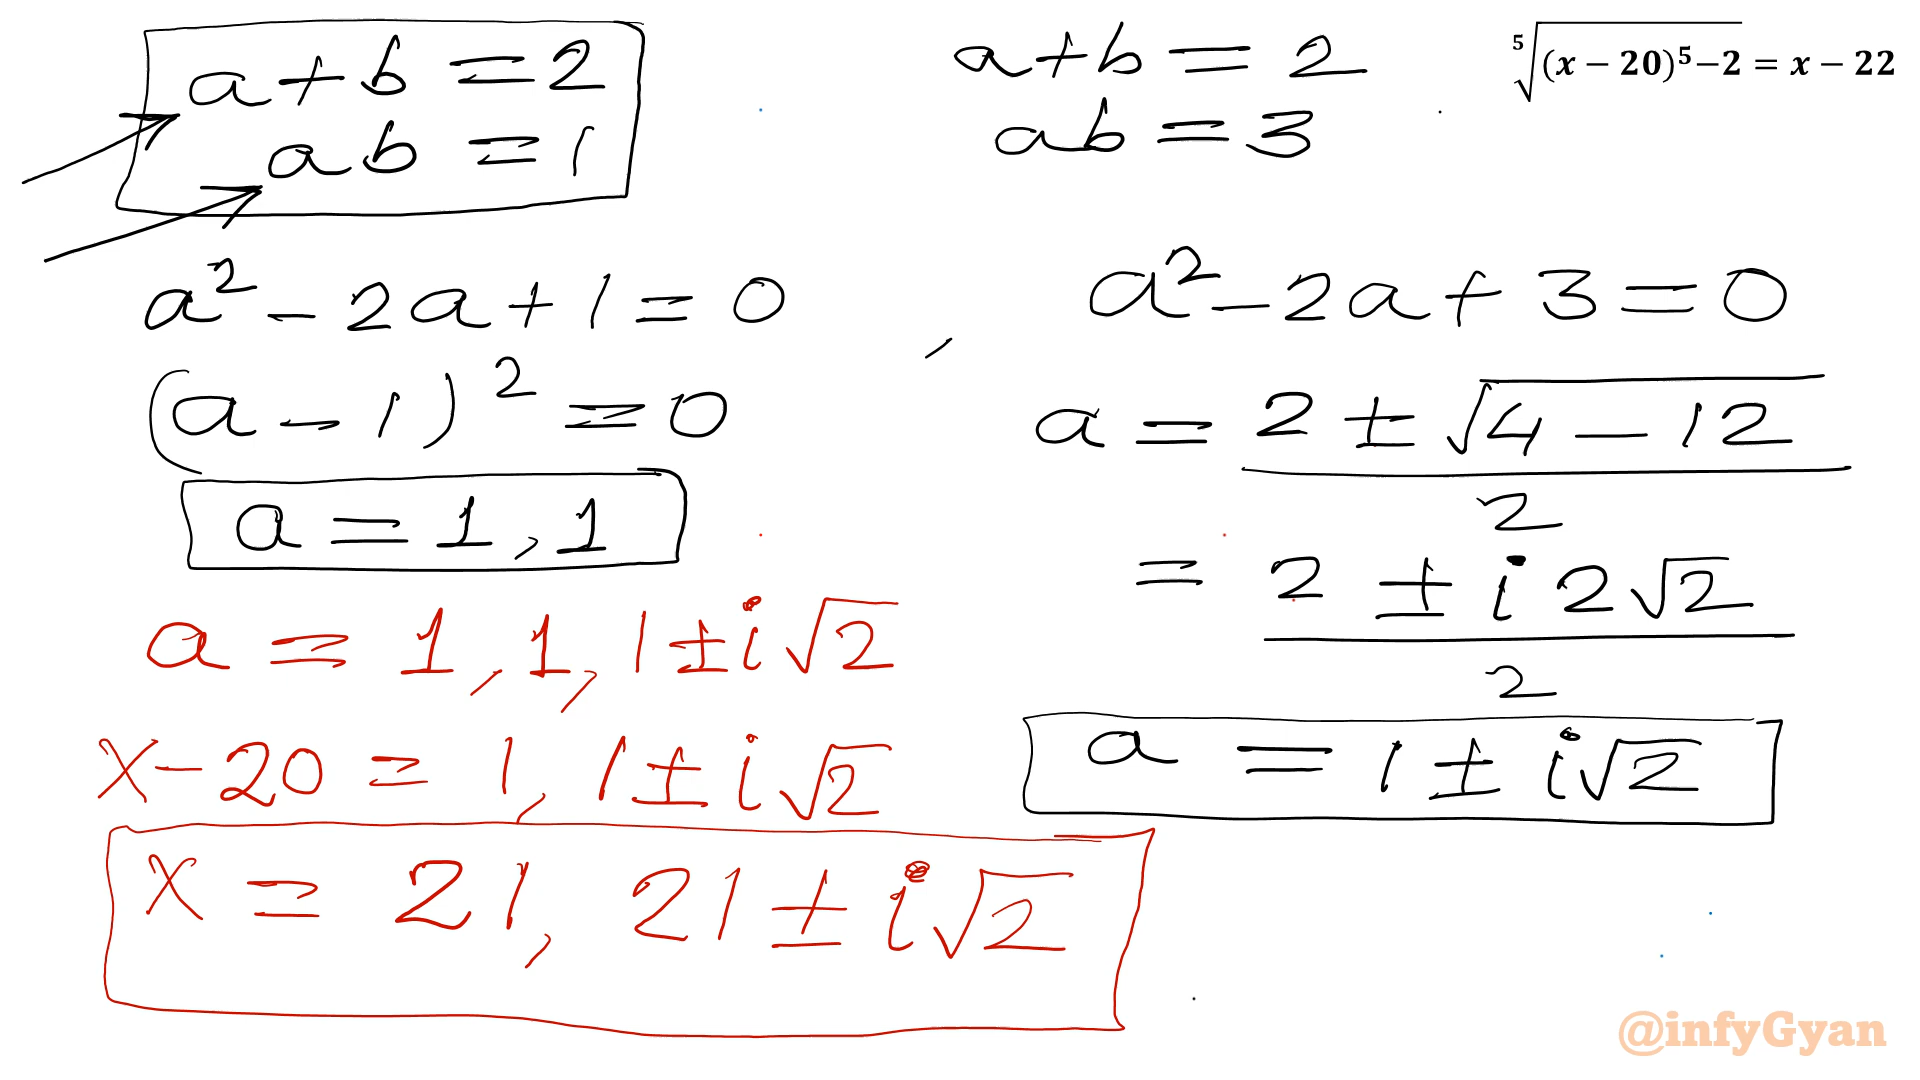 a + b = 2
ab = 1
a² - 2a + 1 = 0
(a - 1)² = 0
a = 1, 1
a = 1, 1, 1 ± i√2
x - 20 = 1, 1 ± i√2
x = 21, 21 ± i√2
a + b = 2
ab = 3
⁵√((x − 20)⁵−2) = x − 22
,
a² - 2a + 3 = 0
a = (2 ± √(4 - 12))/2
= (2 ± i2√2)/2
a = 1 ± i√2
@infyGyan